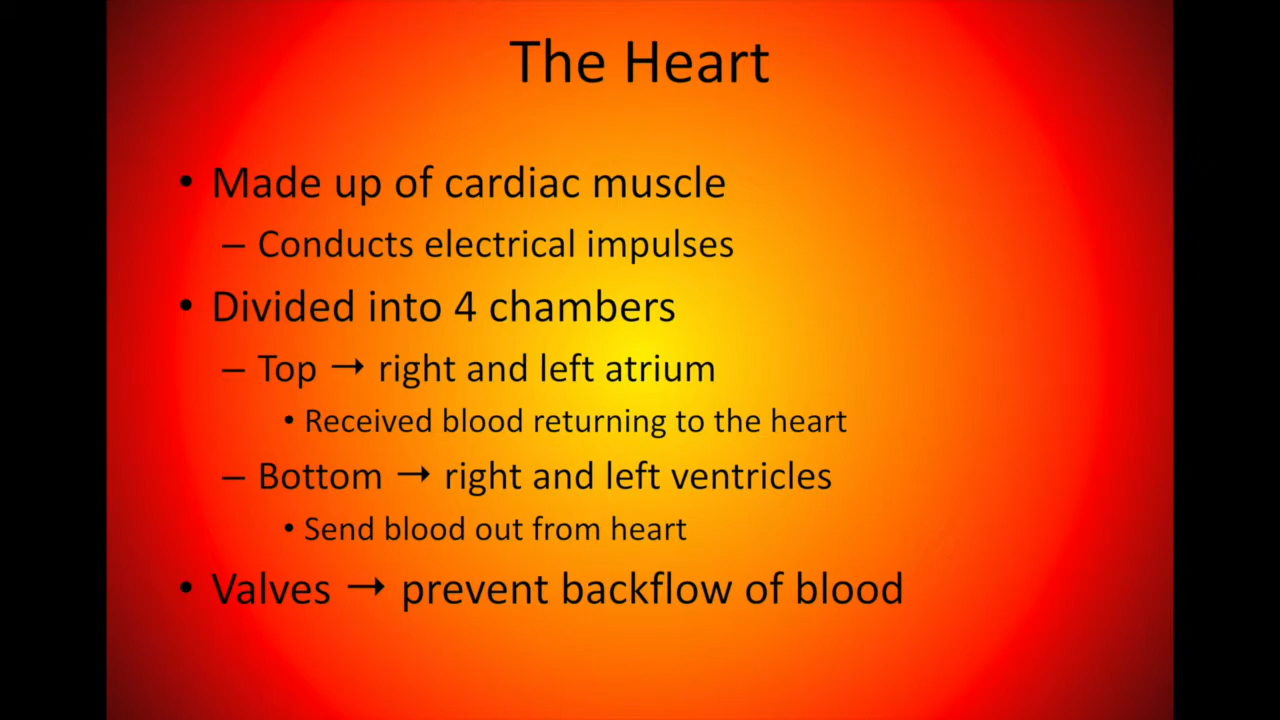 The Heart
• Made up of cardiac muscle
– Conducts electrical impulses
• Divided into 4 chambers
– Top → right and left atrium
• Received blood returning to the heart
– Bottom → right and left ventricles
• Send blood out from heart
• Valves → prevent backflow of blood